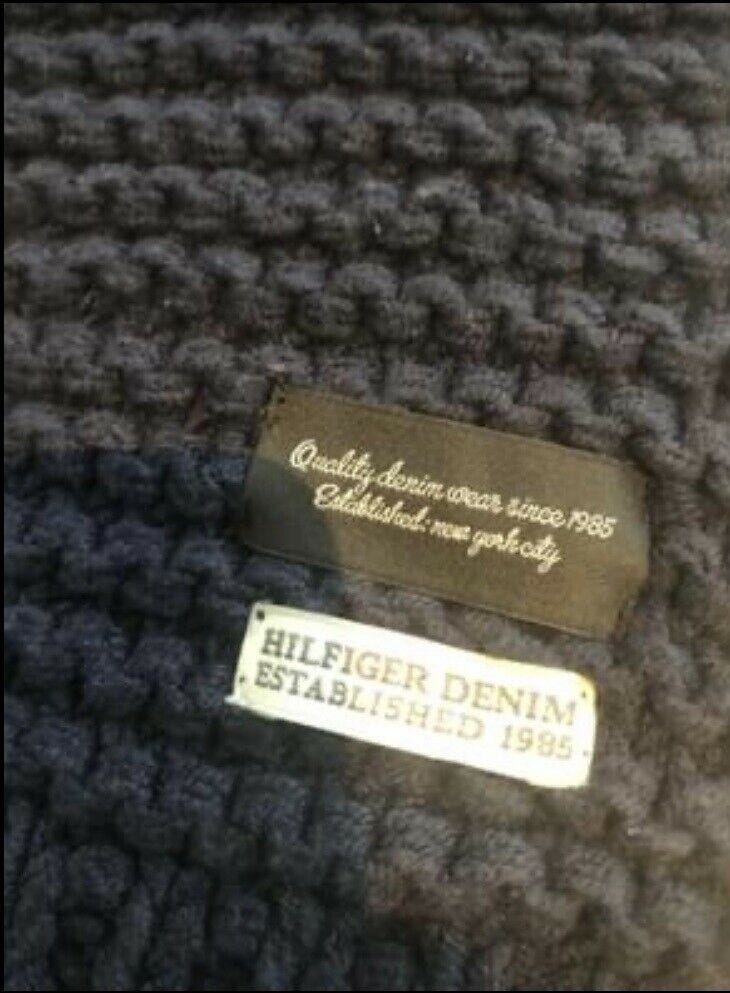 Quality denim wear since 1985
Established: new york city
HILFIGER DENIM
ESTABLISHED 1985